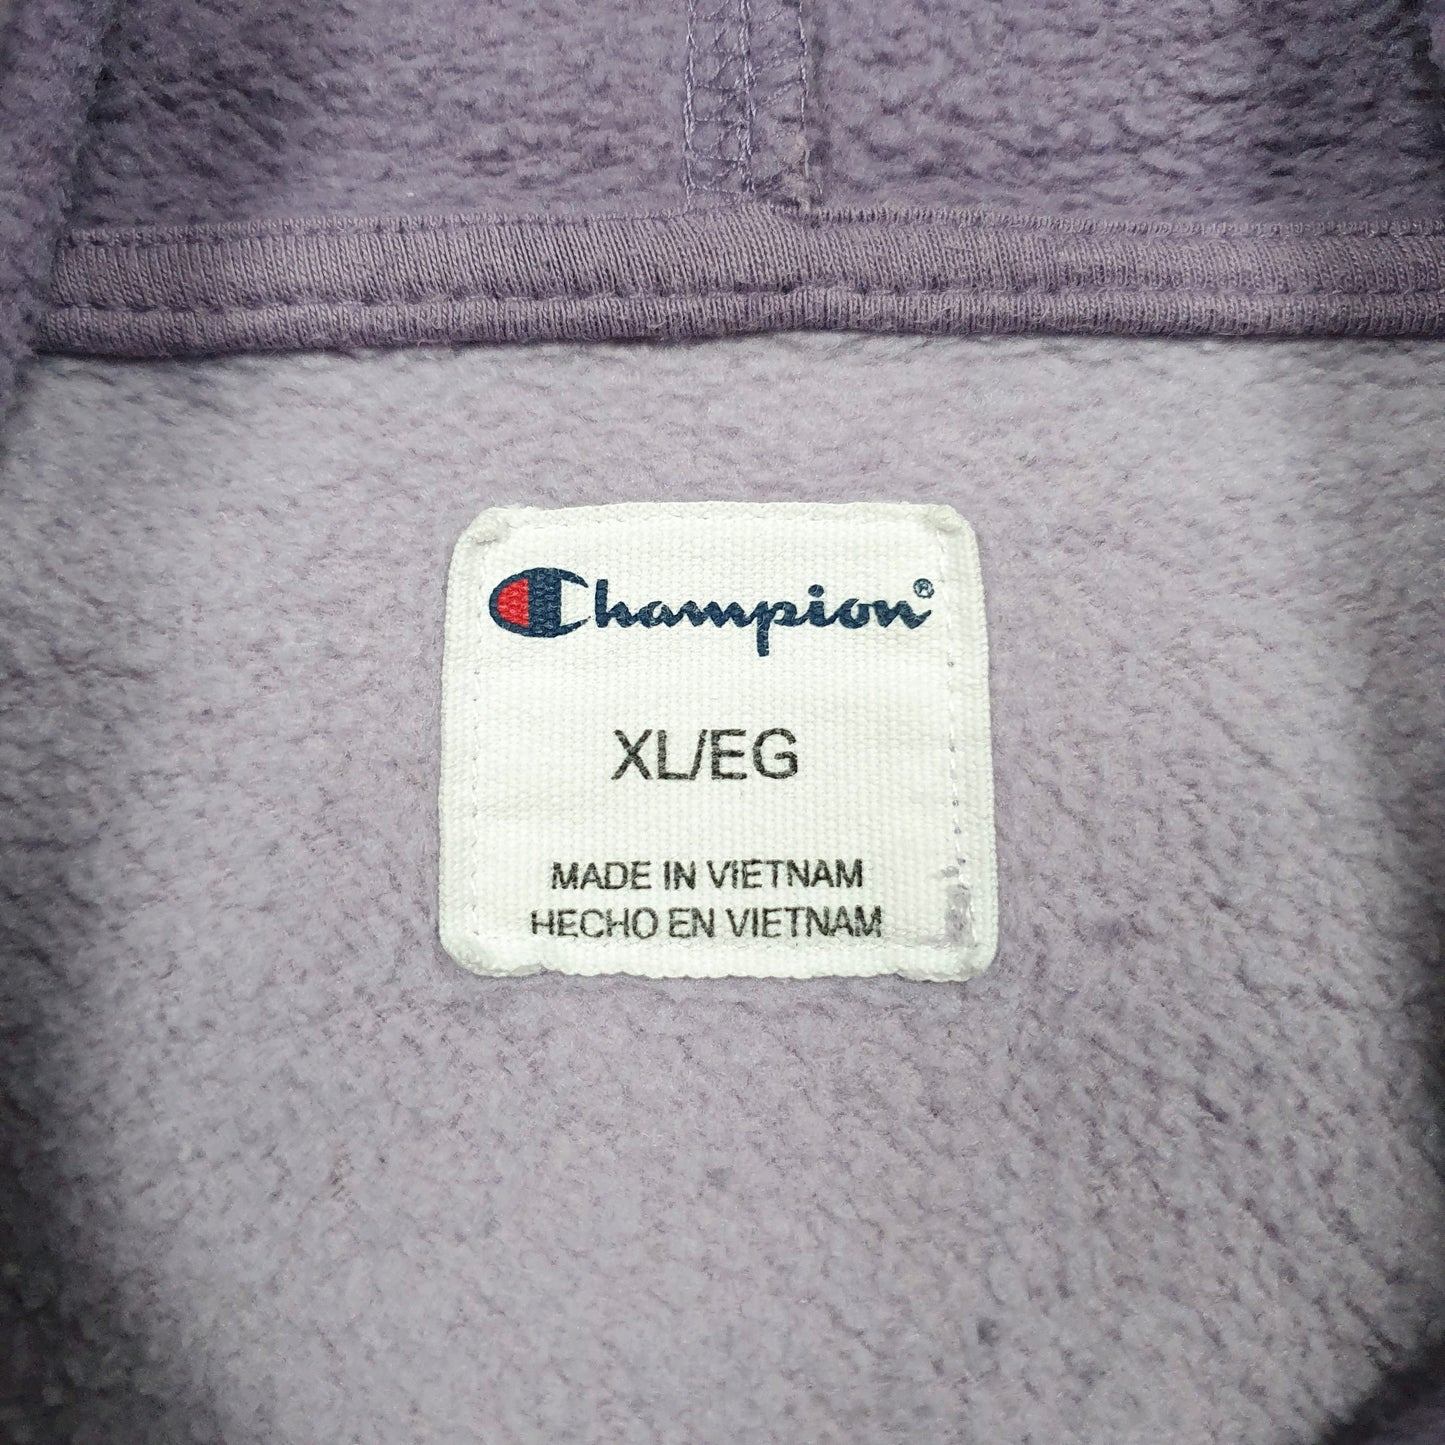 Champion®
XL/EG
MADE IN VIETNAM
HECHO EN VIETNAM